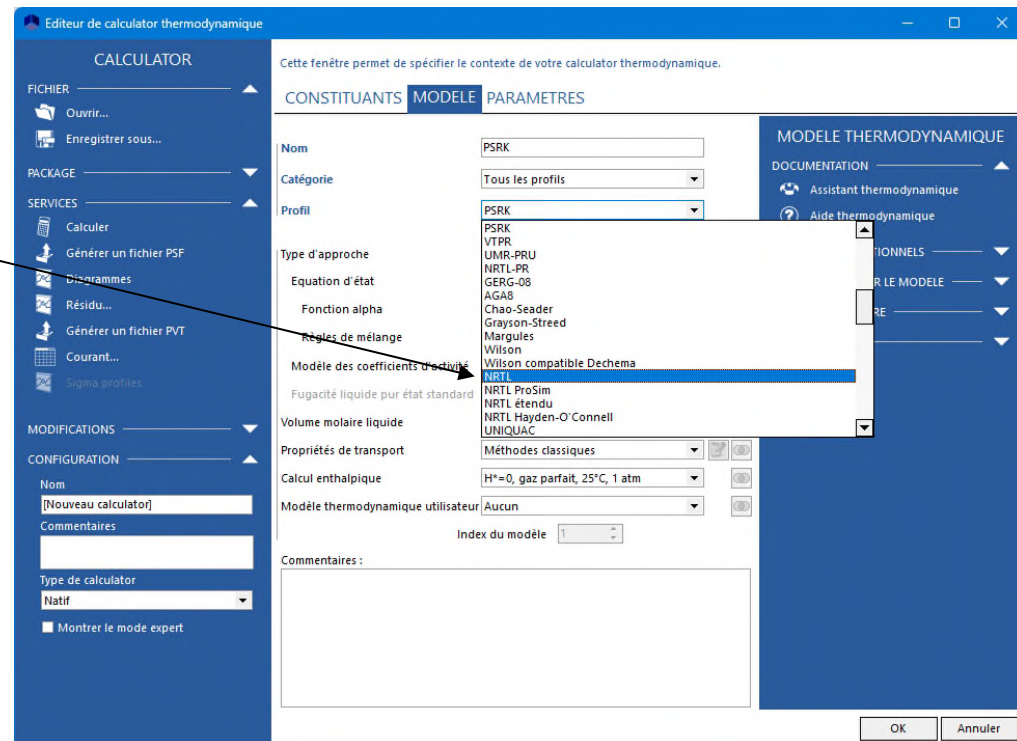 Editeur de calculator thermodynamique
CALCULATOR
FICHIER
Ouvrir...
Enregistrer sous...
PACKAGE
SERVICES
Calculer
Générer un fichier PSF
Diagrammes
Résidu...
Générer un fichier PVT
Courant...
Sigma profiles
MODIFICATIONS
CONFIGURATION
Nom
[Nouveau calculator]
Commentaires
Type de calculator
Natif
Montrer le mode expert
Cette fenêtre permet de spécifier le contexte de votre calculator thermodynamique.
CONSTITUANTS MODELE PARAMETRES
Nom PSRK
Catégorie Tous les profils
Profil PSRK
PSRK
VTPR
UMR-PRU
NRTL-PR
GERG-08
AGA8
Chao-Seader
Grayson-Streed
Margules
Wilson
Wilson compatible Dechema
NRTL
NRTL ProSim
NRTL étendu
NRTL Hayden-O'Connell
UNIQUAC
Type d'approche
Equation d'état
Fonction alpha
Règles de mélange
Modèle des coefficients d'activité
Fugacité liquide pur état standard
Volume molaire liquide
Propriétés de transport Méthodes classiques
Calcul enthalpique H*=0, gaz parfait, 25°C, 1 atm
Modèle thermodynamique utilisateur Aucun
Index du modèle 1
Commentaires :
MODELE THERMODYNAMIQUE
DOCUMENTATION
Assistant thermodynamique
Aide thermodynamique
IONNELS
R LE MODELE
RE
OK Annuler